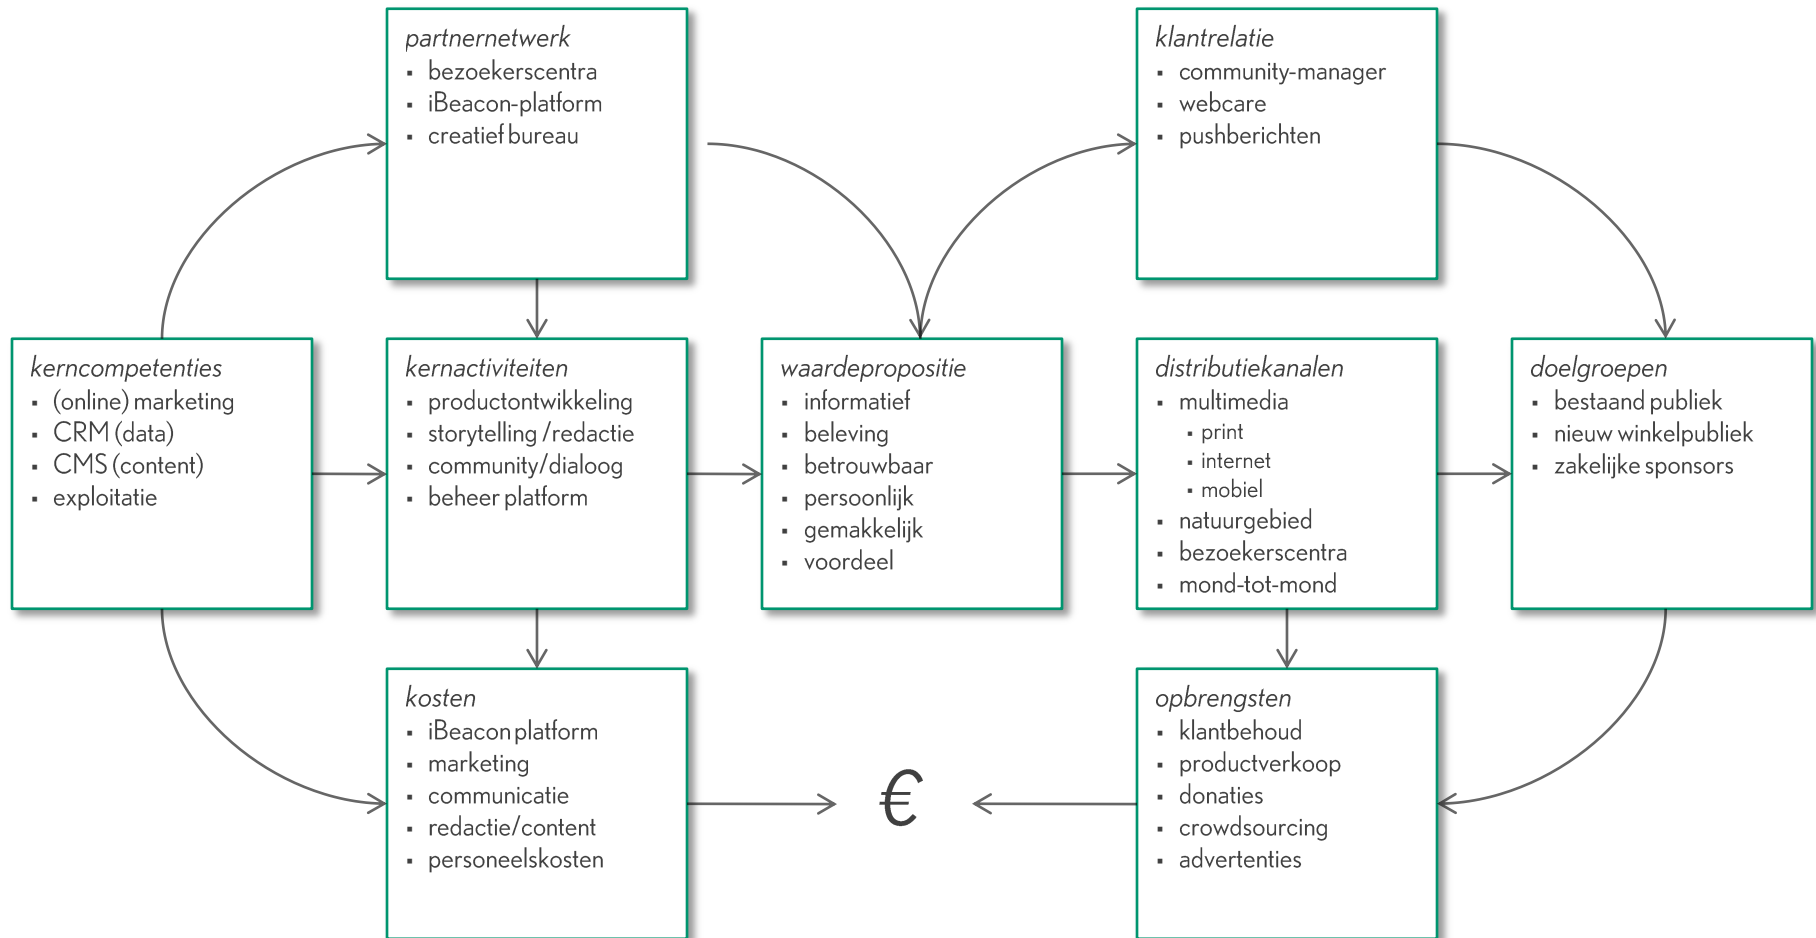 partnernetwerk
▪ bezoekerscentra
▪ iBeacon-platform
▪ creatief bureau
klantrelatie
▪ community-manager
▪ webcare
▪ pushberichten
kerncompetenties
▪ (online) marketing
▪ CRM (data)
▪ CMS (content)
▪ exploitatie
kernactiviteiten
▪ productontwikkeling
▪ storytelling /redactie
▪ community/dialoog
▪ beheer platform
waardepropositie
▪ informatief
▪ beleving
▪ betrouwbaar
▪ persoonlijk
▪ gemakkelijk
▪ voordeel
distributiekanalen
▪ multimedia
▪ print
▪ internet
▪ mobiel
▪ natuurgebied
▪ bezoekerscentra
▪ mond-tot-mond
doelgroepen
▪ bestaand publiek
▪ nieuw winkelpubliek
▪ zakelijke sponsors
kosten
▪ iBeacon platform
▪ marketing
▪ communicatie
▪ redactie/content
▪ personeelskosten
€
opbrengsten
▪ klantbehoud
▪ productverkoop
▪ donaties
▪ crowdsourcing
▪ advertenties